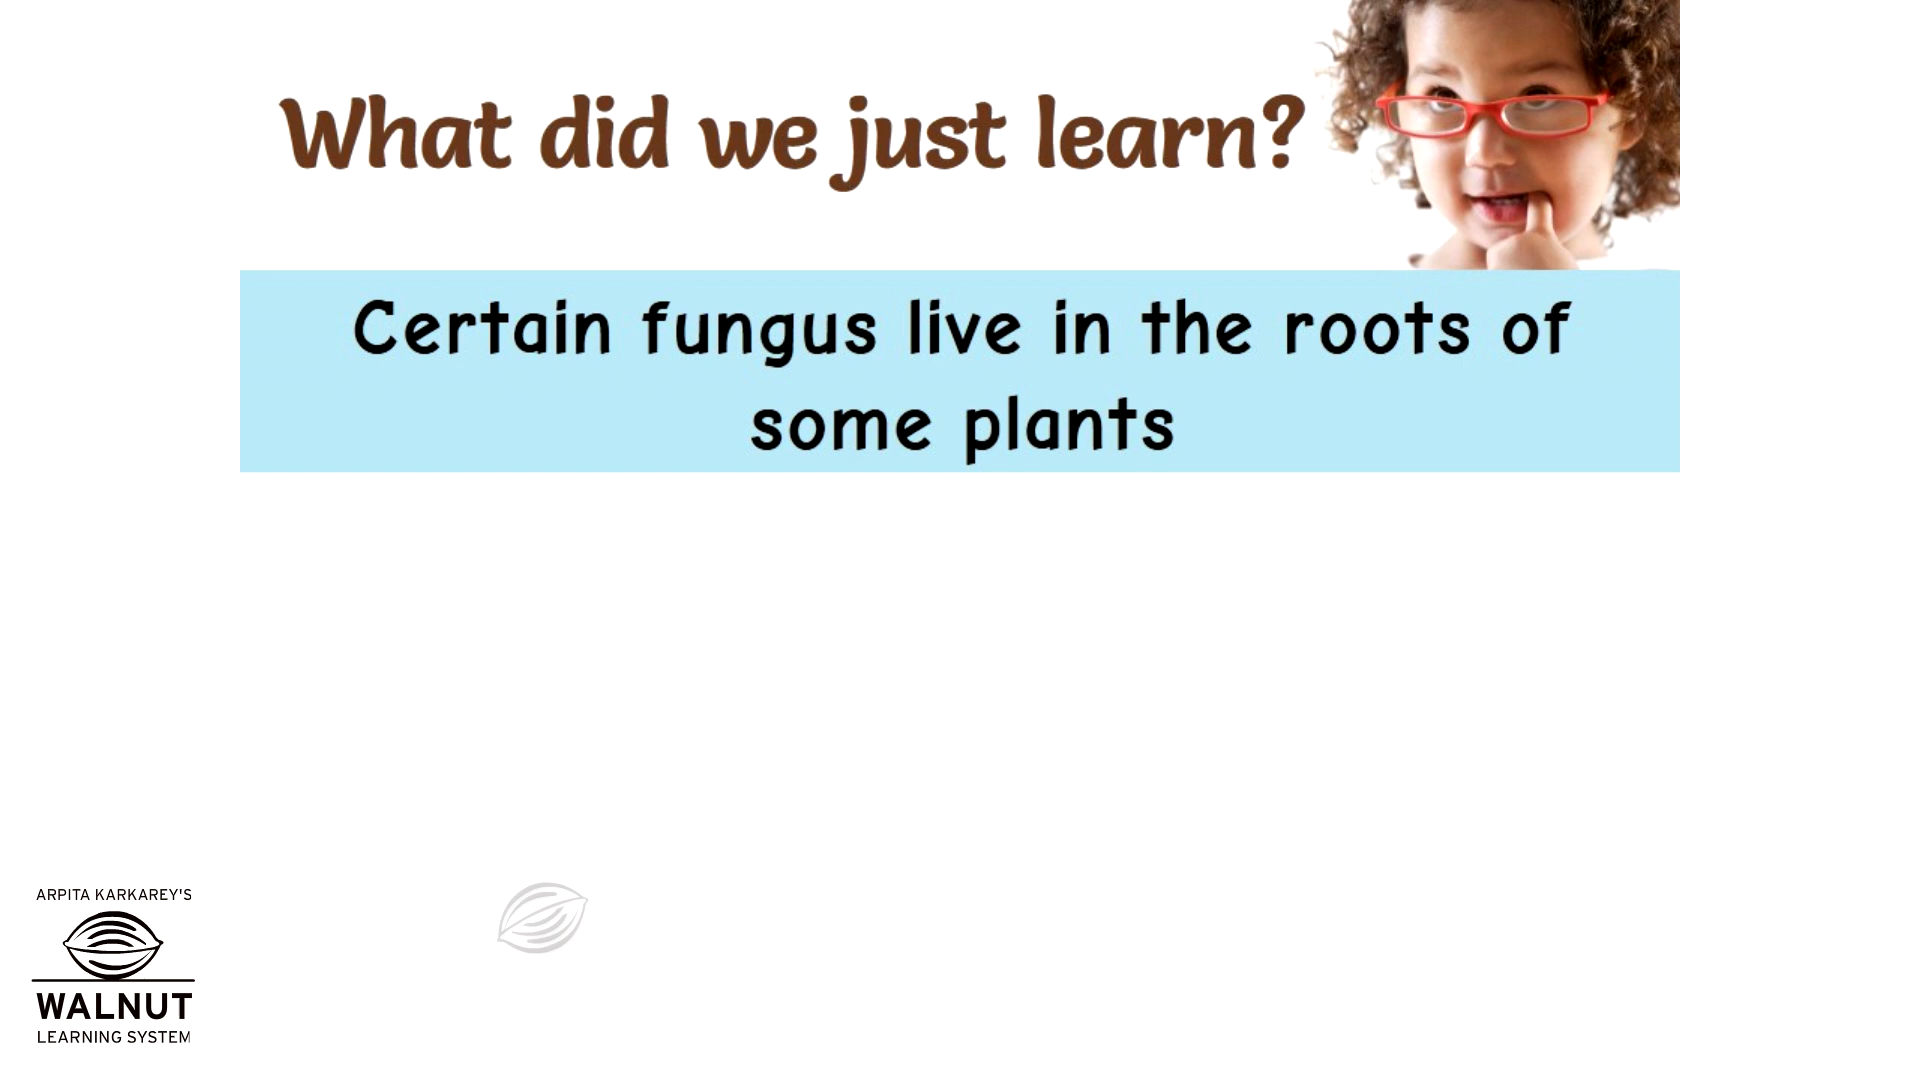 What did we just learn?
Certain fungus live in the roots of
some plants
ARPITA KARKAREY'S
WALNUT
LEARNING SYSTEM